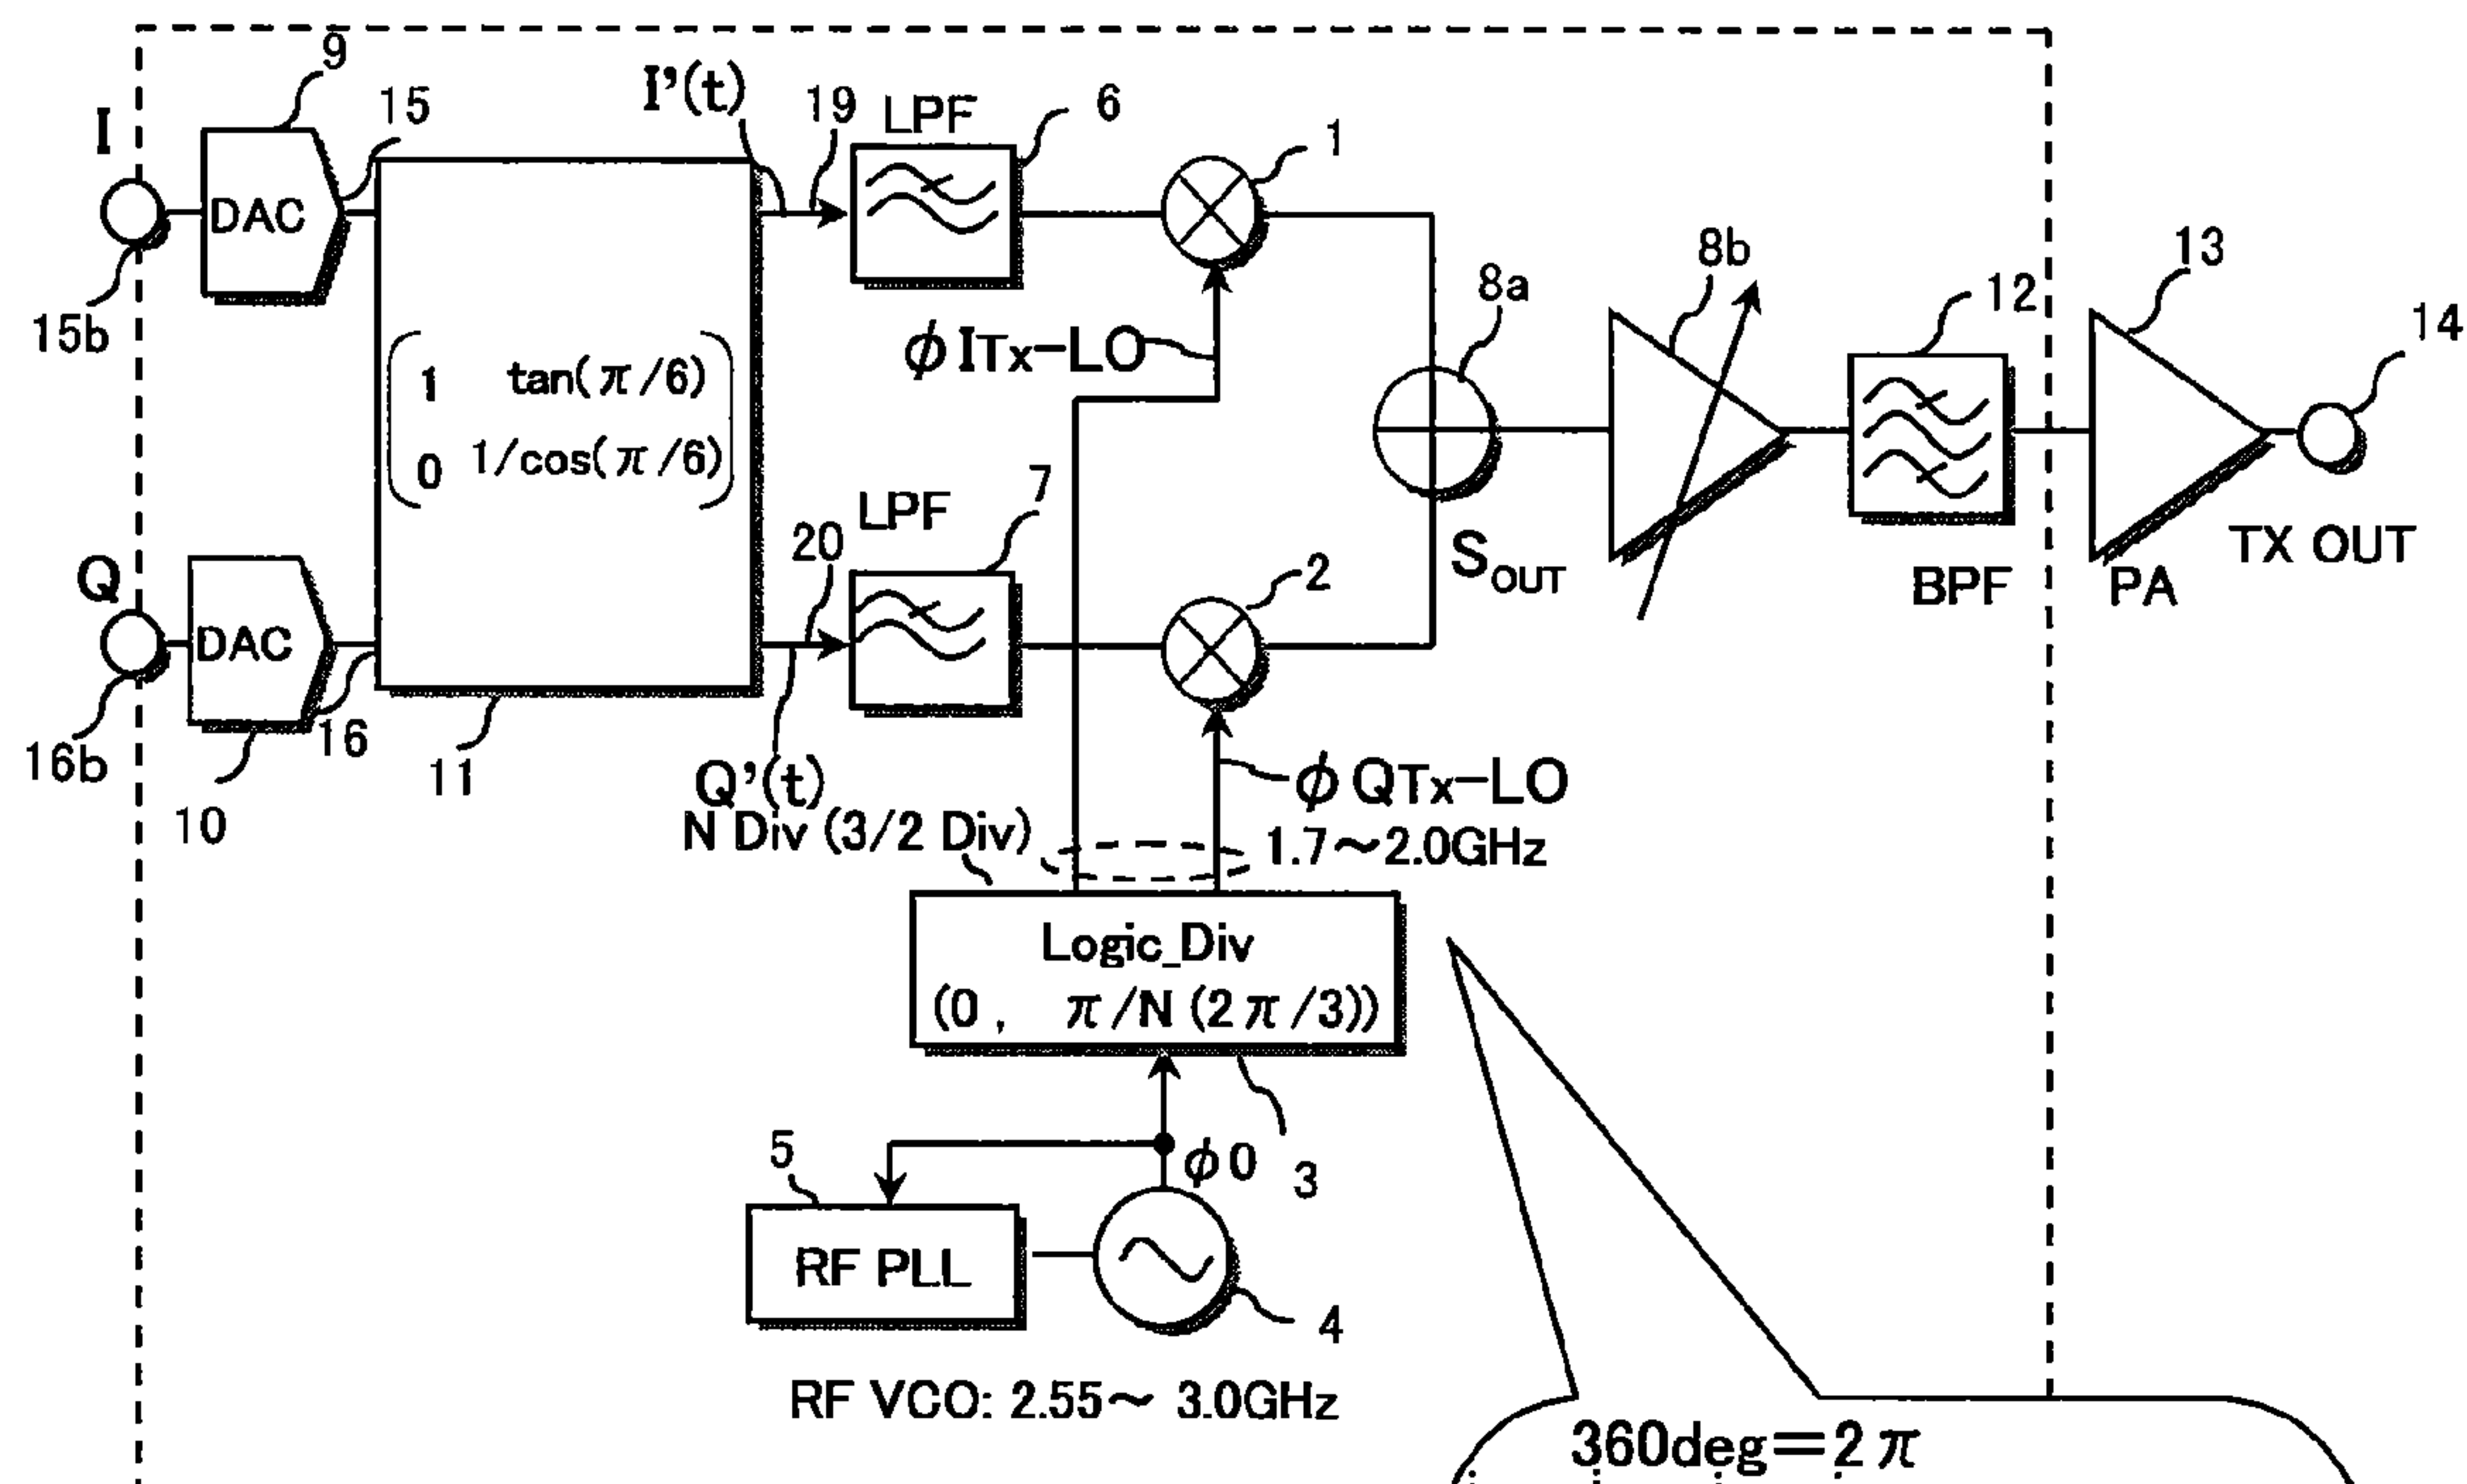 9
I
15
I'(t)
19
LPF
6
1
DAC
15b
8b
13
8a
12
14
φ ITx-LO
1 tan(π/6)
0 1/cos(π/6)
7
LPF
20
2
Q
S OUT
BPF
PA
TX OUT
DAC
16b
16
10
11
Q'(t)
φ QTx-LO
N Div (3/2 Div)
1.7~2.0GHz
Logic_Div
(0, π/N (2π/3))
5
φ0
3
RF PLL
4
RF VCO: 2.55~ 3.0GHz
360deg=2π